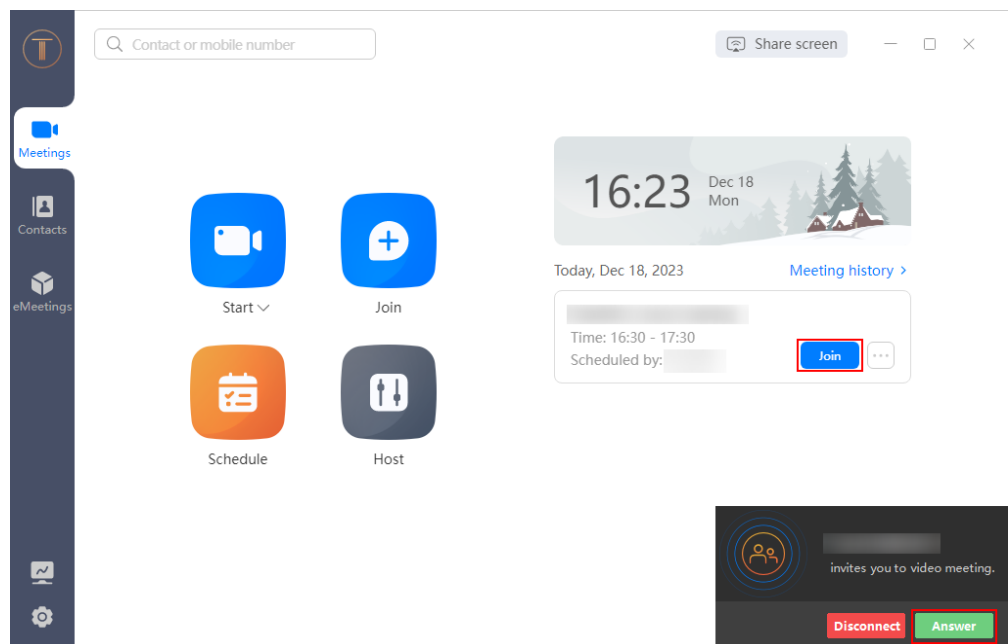 Contact or mobile number
Share screen
Meetings
Contacts
eMeetings
Start
Join
Schedule
Host
16:23
Dec 18
Mon
Today, Dec 18, 2023
Meeting history >
Time: 16:30 - 17:30
Scheduled by:
Join
...
invites you to video meeting.
Disconnect
Answer